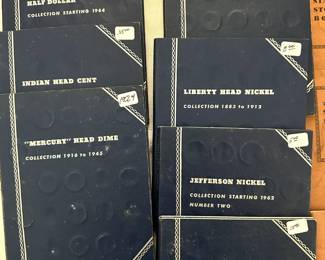 HALF DOLLAR
COLLECTION STARTING 1964
INDIAN HEAD CENT
"MERCURY" HEAD DIME
COLLECTION 1916 to 1945
LIBERTY HEAD NICKEL
COLLECTION 1883 to 1912
JEFFERSON NICKEL
COLLECTION STARTING 1962
NUMBER TWO